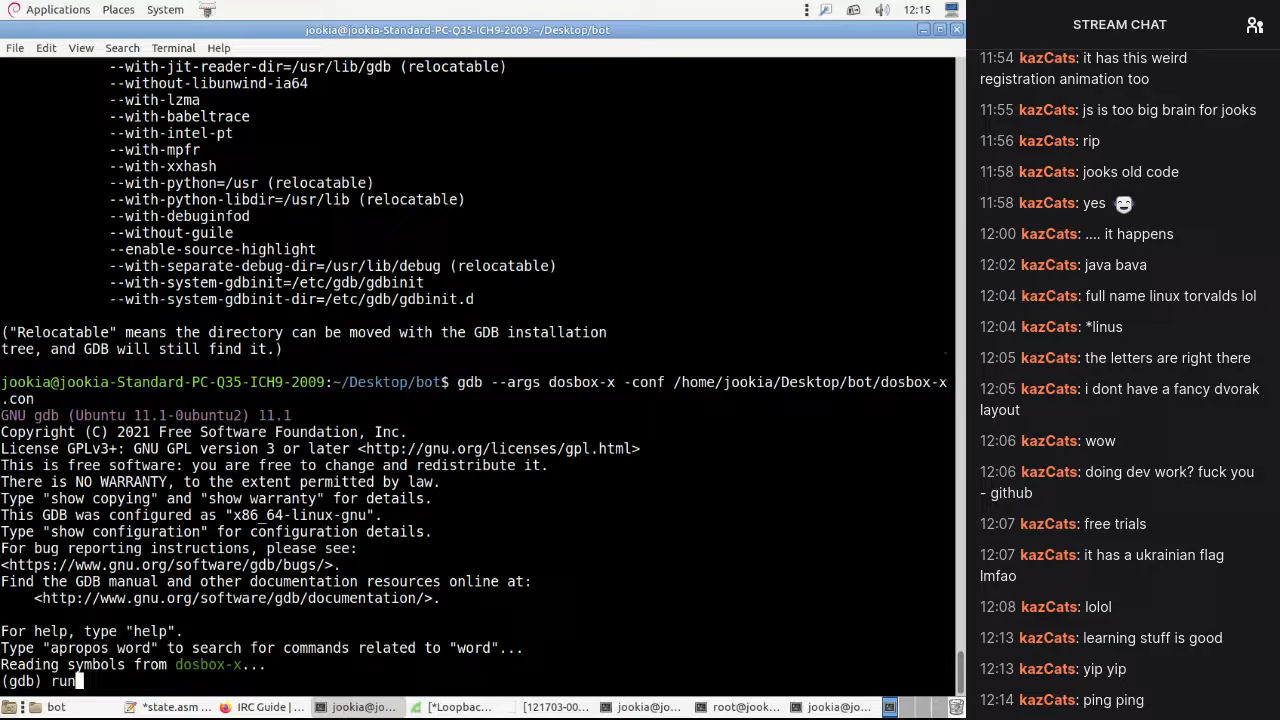 Applications Places System 12:15
jookia@jookia-Standard-PC-Q35-ICH9-2009: ~/Desktop/bot
File Edit View Search Terminal Help
--with-jit-reader-dir=/usr/lib/gdb (relocatable)
--without-libunwind-ia64
--with-lzma
--with-babeltrace
--with-intel-pt
--with-mpfr
--with-xxhash
--with-python=/usr (relocatable)
--with-python-libdir=/usr/lib (relocatable)
--with-debuginfod
--without-guile
--enable-source-highlight
--with-separate-debug-dir=/usr/lib/debug (relocatable)
--with-system-gdbinit=/etc/gdb/gdbinit
--with-system-gdbinit-dir=/etc/gdb/gdbinit.d
("Relocatable" means the directory can be moved with the GDB installation
tree, and GDB will still find it.)
jookia@jookia-Standard-PC-Q35-ICH9-2009:~/Desktop/bot$ gdb --args dosbox-x -conf /home/jookia/Desktop/bot/dosbox-x
.con
GNU gdb (Ubuntu 11.1-0ubuntu2) 11.1
Copyright (C) 2021 Free Software Foundation, Inc.
License GPLv3+: GNU GPL version 3 or later <http://gnu.org/licenses/gpl.html>
This is free software: you are free to change and redistribute it.
There is NO WARRANTY, to the extent permitted by law.
Type "show copying" and "show warranty" for details.
This GDB was configured as "x86_64-linux-gnu".
Type "show configuration" for configuration details.
For bug reporting instructions, please see:
<https://www.gnu.org/software/gdb/bugs/>.
Find the GDB manual and other documentation resources online at:
<http://www.gnu.org/software/gdb/documentation/>.
For help, type "help".
Type "apropos word" to search for commands related to "word"...
Reading symbols from dosbox-x...
(gdb) run
bot *state.asm ... IRC Guide |... jookia@jo... [*Loopbac... [121703-00... jookia@jo... root@jook... jookia@jo...
STREAM CHAT
11:54 kazCats: it has this weird
registration animation too
11:55 kazCats: js is too big brain for jooks
11:56 kazCats: rip
11:58 kazCats: jooks old code
11:58 kazCats: yes
12:00 kazCats: .... it happens
12:02 kazCats: java bava
12:04 kazCats: full name linux torvalds lol
12:04 kazCats: *linus
12:05 kazCats: the letters are right there
12:05 kazCats: i dont have a fancy dvorak
layout
12:06 kazCats: wow
12:06 kazCats: doing dev work? fuck you
- github
12:07 kazCats: free trials
12:07 kazCats: it has a ukrainian flag
lmfao
12:08 kazCats: lolol
12:13 kazCats: learning stuff is good
12:13 kazCats: yip yip
12:14 kazCats: ping ping